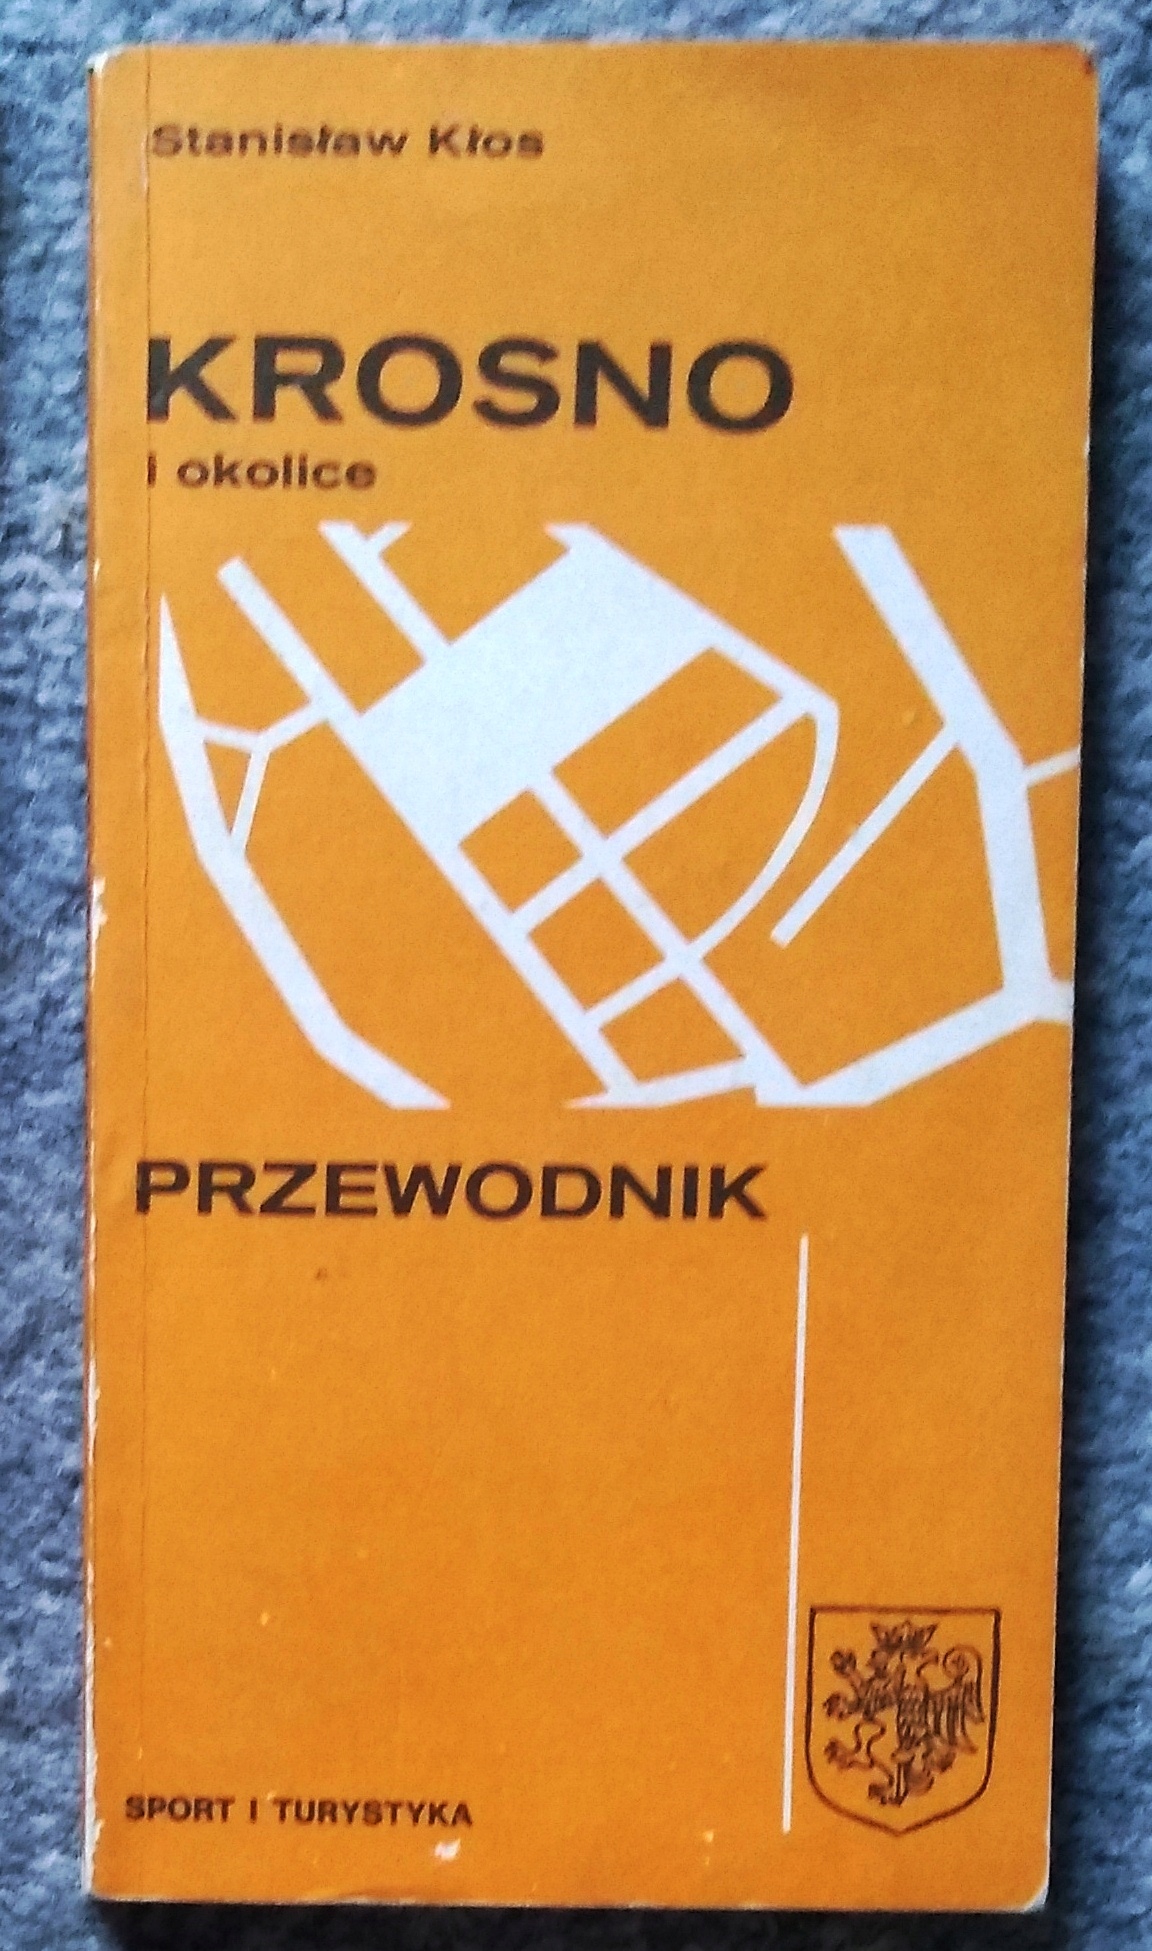 Stanisław Kłos
KROSNO
i okolice
PRZEWODNIK
SPORT I TURYSTYKA